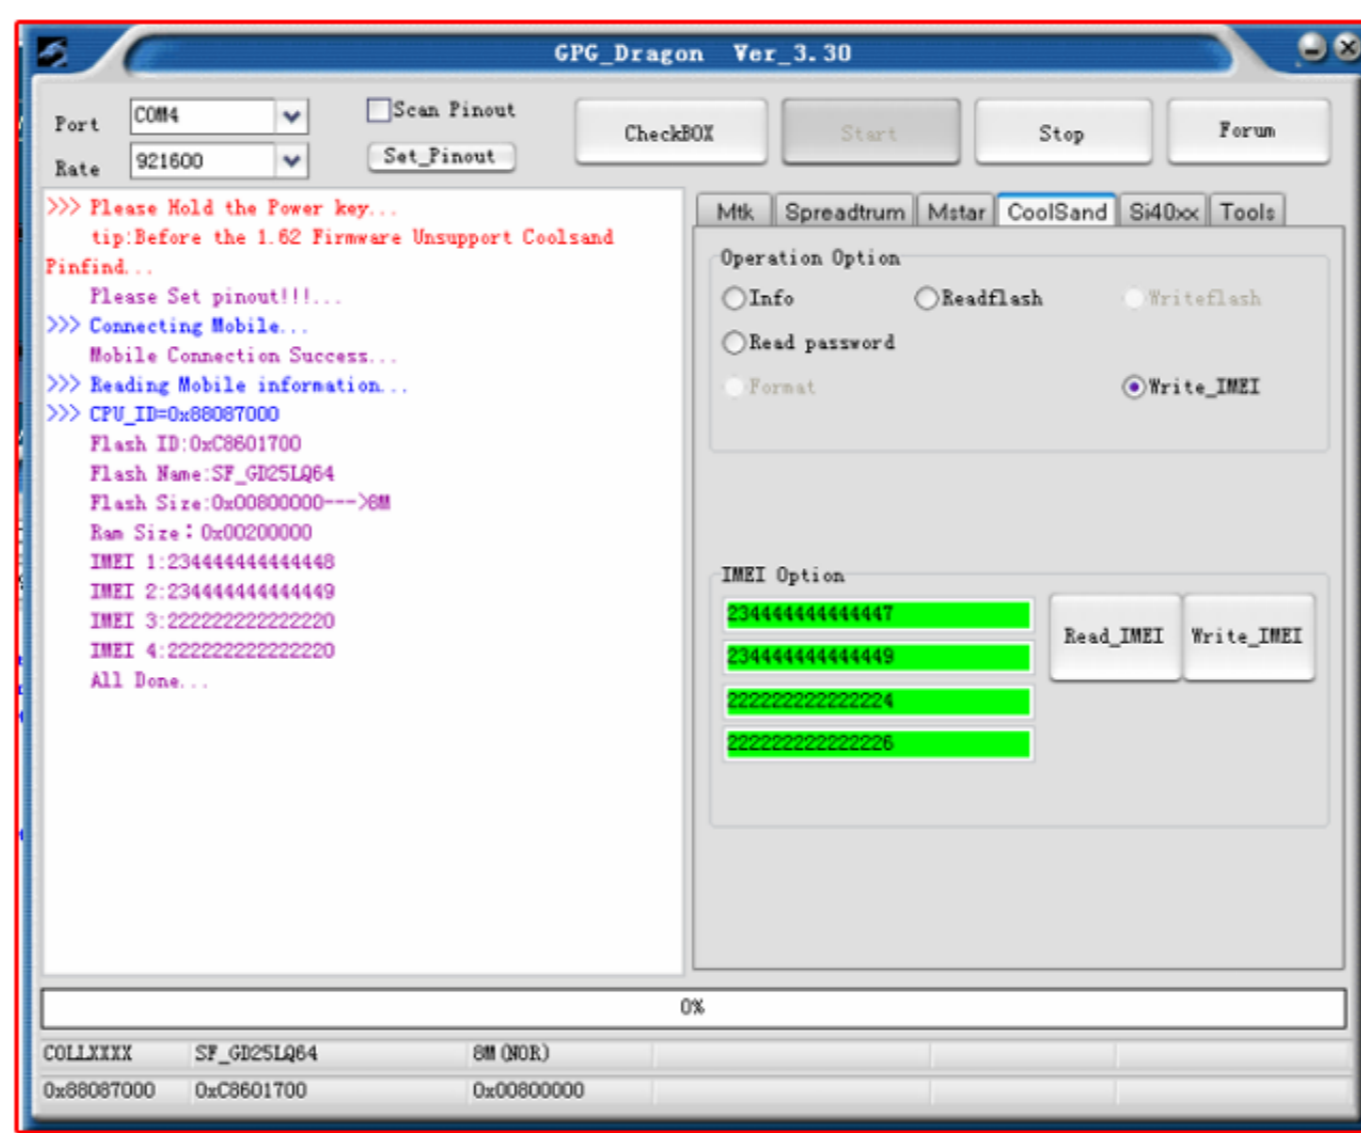 GPG_Dragon Ver_3.30
Port COM4
Scan Pinout
Rate 921600
Set_Pinout
CheckBOX
Start
Stop
Forum
>>> Please Hold the Power key...
tip:Before the 1.62 Firmware Unsupport Coolsand
Pinfind...
Please Set pinout!!!...
>>> Connecting Mobile...
Mobile Connection Success...
>>> Reading Mobile information...
>>> CPU_ID=0x88087000
Flash ID:0xC8601700
Flash Name:SF_GD25LQ64
Flash Size:0x00800000--->8M
Ram Size：0x00200000
IMEI 1:234444444444448
IMEI 2:234444444444449
IMEI 3:222222222222220
IMEI 4:222222222222220
All Done...
Mtk Spreadtrum Mstar CoolSand Si40xx Tools
Operation Option
Info Readflash Writeflash
Read password
Format Write_IMEI
IMEI Option
234444444444447
234444444444449
222222222222224
222222222222226
Read_IMEI Write_IMEI
0%
COLLXXXX SF_GD25LQ64 8M(NOR)
0x88087000 0xC8601700 0x00800000